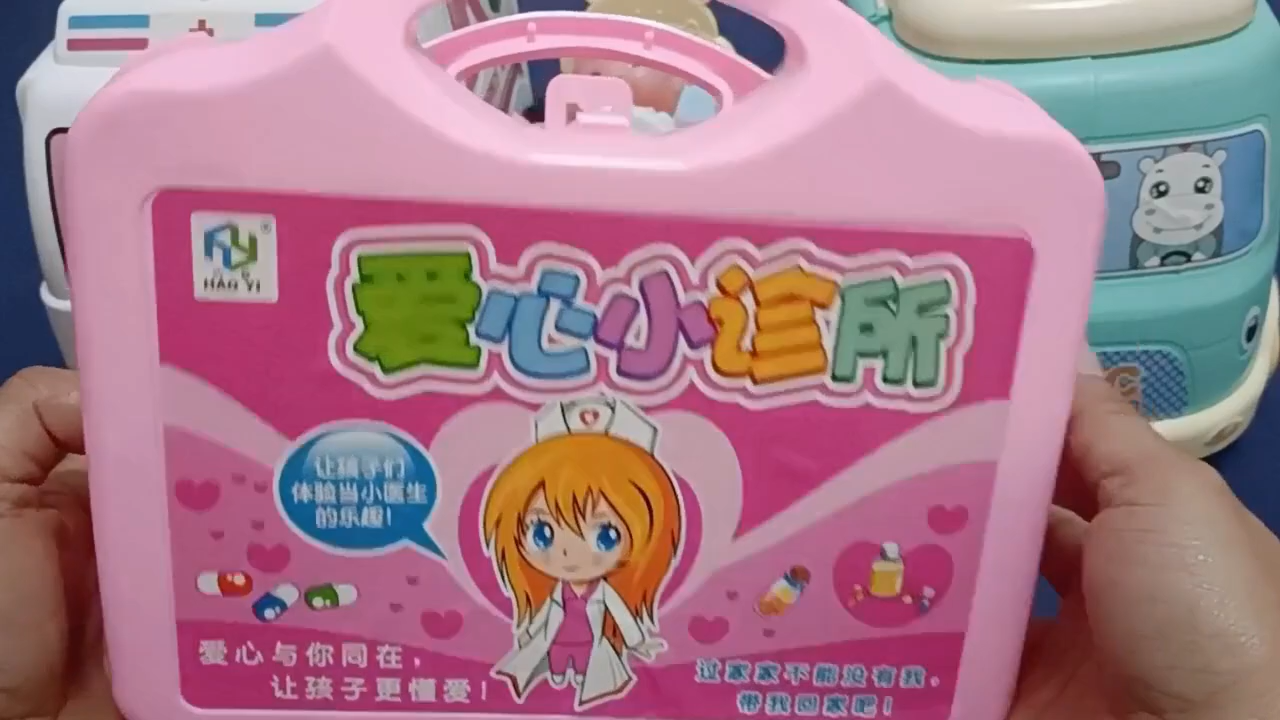 HAO YI
爱心小诊所
让孩子们
体验当小医生
的乐趣!
爱心与你同在，
让孩子更懂爱!
过家家不能没有我，
带我回家吧!